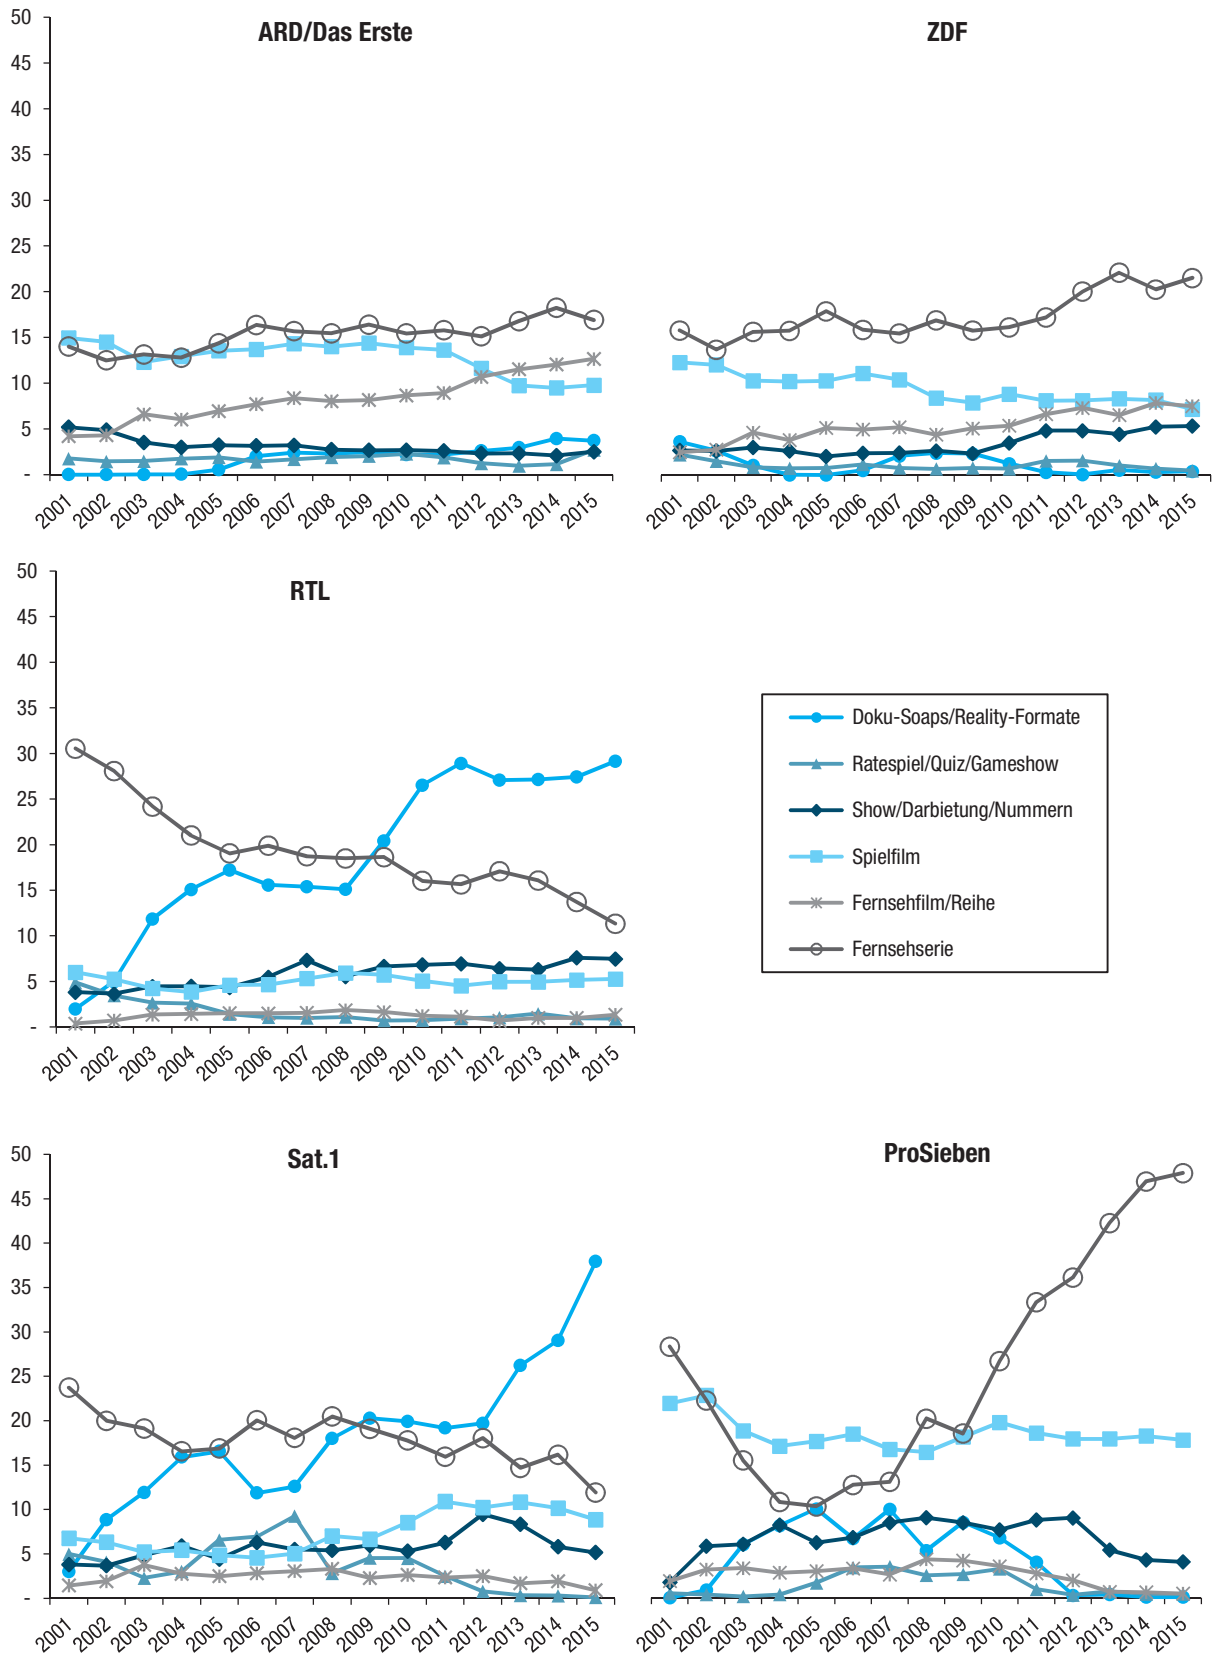 ARD/Das Erste
50
45
40
35
30
25
20
15
10
5
-
2001 2002 2003 2004 2005 2006 2007 2008 2009 2010 2011 2012 2013 2014 2015
ZDF
2001 2002 2003 2004 2005 2006 2007 2008 2009 2010 2011 2012 2013 2014 2015
RTL
50
45
40
35
30
25
20
15
10
5
-
2001 2002 2003 2004 2005 2006 2007 2008 2009 2010 2011 2012 2013 2014 2015
Doku-Soaps/Reality-Formate
Ratespiel/Quiz/Gameshow
Show/Darbietung/Nummern
Spielfilm
Fernsehfilm/Reihe
Fernsehserie
Sat.1
50
45
40
35
30
25
20
15
10
5
-
2001 2002 2003 2004 2005 2006 2007 2008 2009 2010 2011 2012 2013 2014 2015
ProSieben
2001 2002 2003 2004 2005 2006 2007 2008 2009 2010 2011 2012 2013 2014 2015